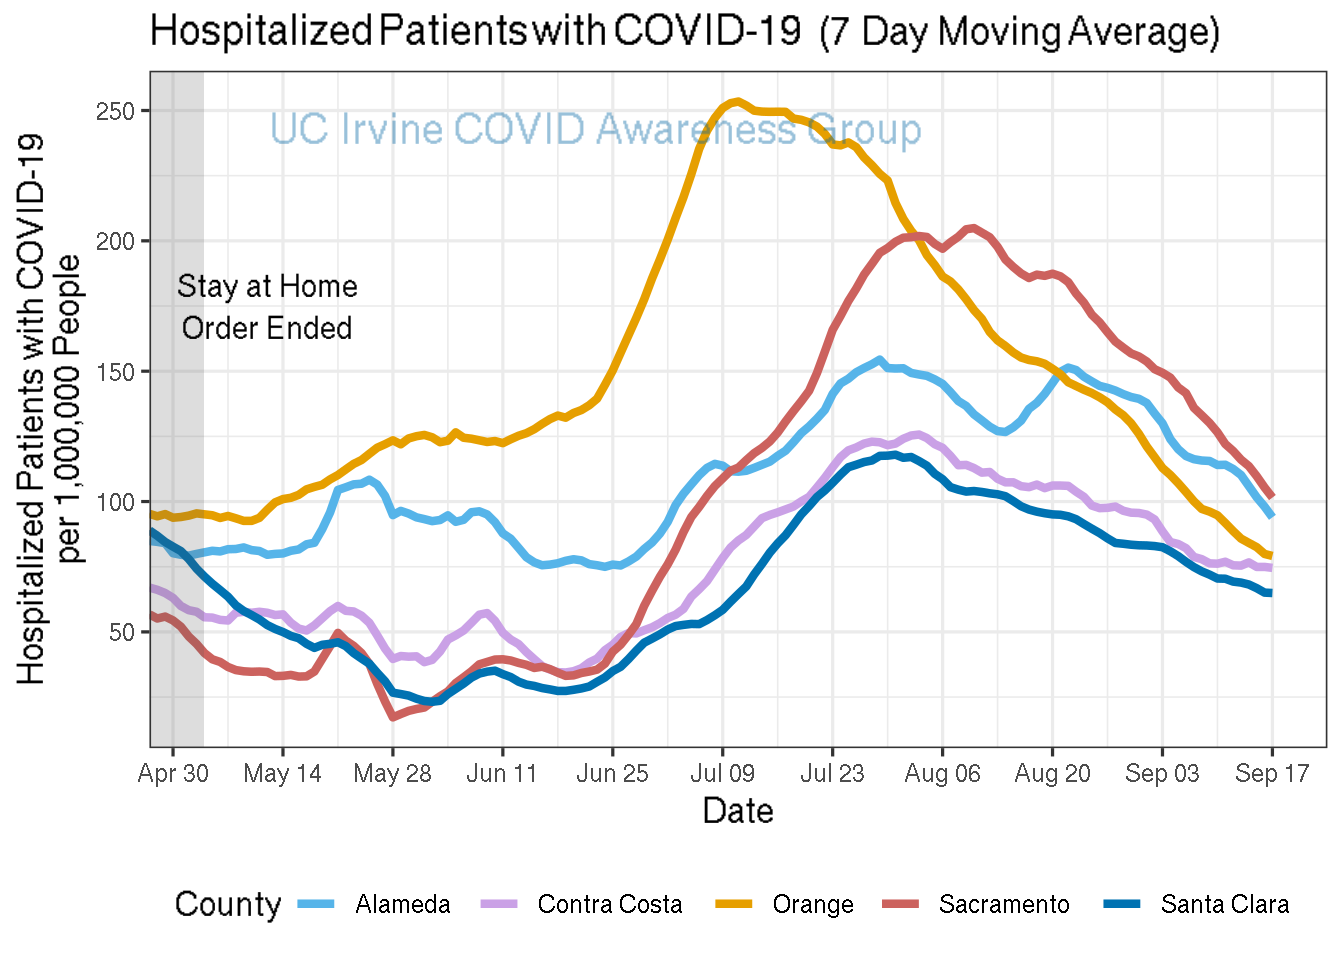 Hospitalized Patients with COVID-19 (7 Day Moving Average)
UC Irvine COVID Awareness Group
Hospitalized Patients with COVID-19
per 1,000,000 People
250
200
150
100
50
Stay at Home
Order Ended
Apr 30 May 14 May 28 Jun 11 Jun 25 Jul 09 Jul 23 Aug 06 Aug 20 Sep 03 Sep 17
Date
County Alameda Contra Costa Orange Sacramento Santa Clara